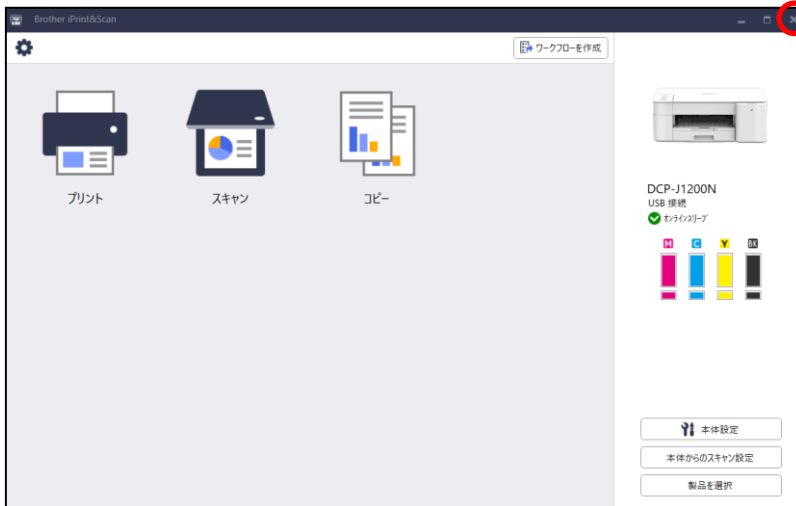 Brother iPrint&Scan
ワークフローを作成
プリント
スキャン
コピー
DCP-J1200N
USB 接続
オンラインスリープ
M C Y BK
本体設定
本体からのスキャン設定
製品を選択